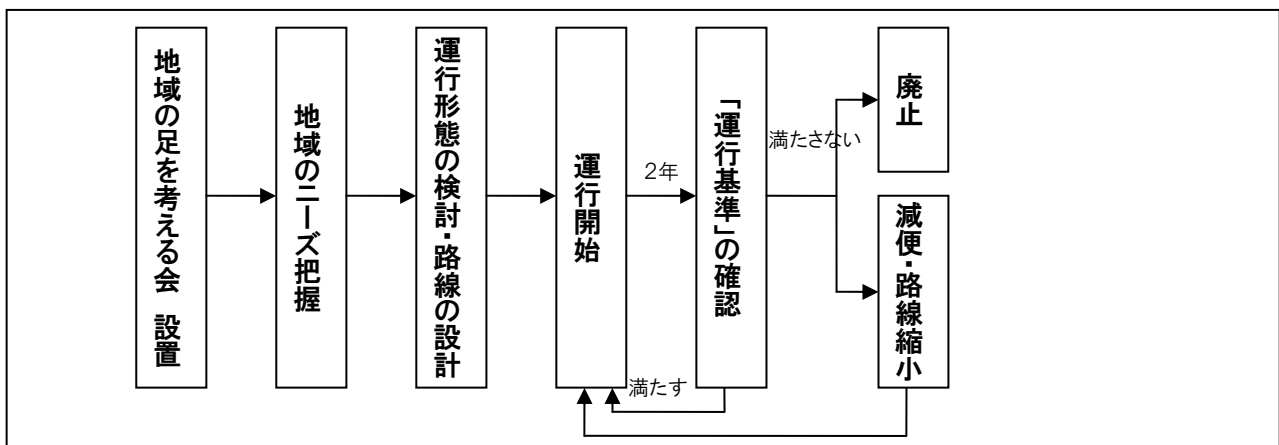 地域の足を考える会 設置
地域のニーズ把握
運行形態の検討・路線の設計
運行開始
2年
「運行基準」の確認
満たさない
廃止
減便・路線縮小
満たす